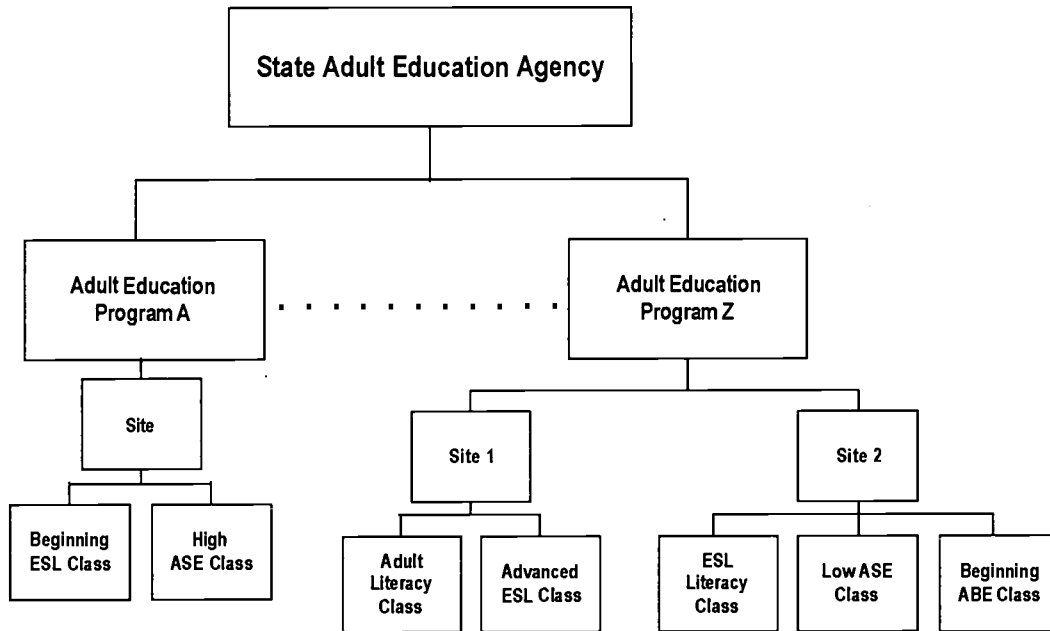 State Adult Education Agency
Adult Education
Program A
Adult Education
Program Z
Site
Site 1
Site 2
Beginning
ESL Class
High
ASE Class
Adult
Literacy
Class
Advanced
ESL Class
ESL
Literacy
Class
Low ASE
Class
Beginning
ABE Class